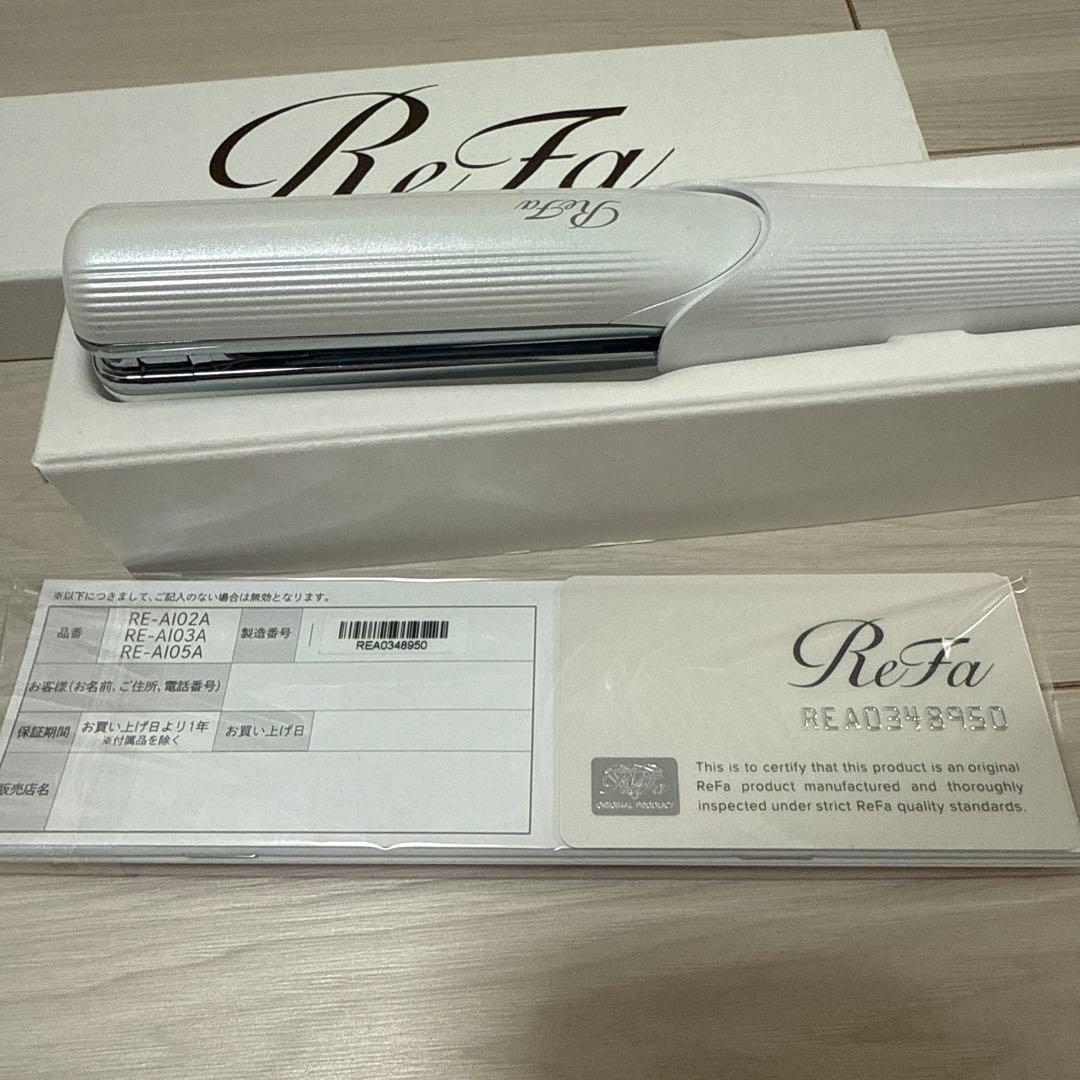 ReFa
ReFa
※以下につきまして、ご記入のない場合は無効となります。
品番
RE-AI02A
RE-AI03A
RE-AI05A
製造番号
REA0348950
お客様(お名前、ご住所、電話番号)
保証期間
お買い上げ日より1年
※付属品を除く
お買い上げ日
販売店名
ReFa
REA0348950
ReFa
ORIGINAL PRODUCT
This is to certify that this product is an original
ReFa product manufactured and thoroughly
inspected under strict ReFa quality standards.